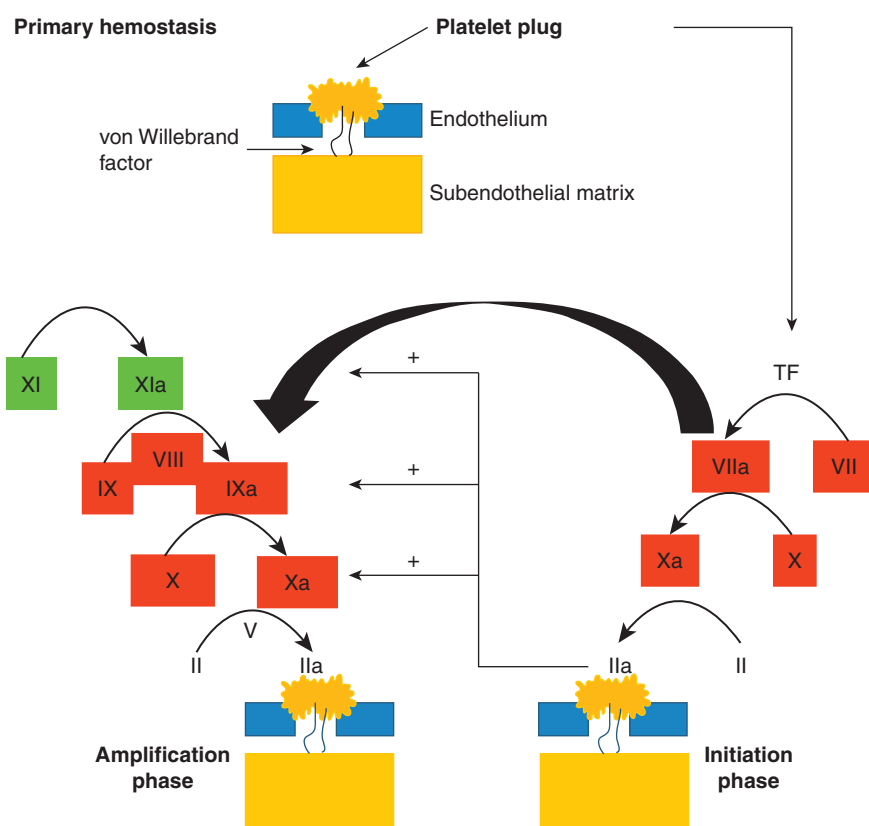 Primary hemostasis
Platelet plug
Endothelium
von Willebrand
factor
Subendothelial matrix
+
TF
XI
XIa
VIII
VIIa
VII
IX
IXa
+
Xa
X
X
Xa
+
V
II
IIa
IIa
II
Amplification
phase
Initiation
phase